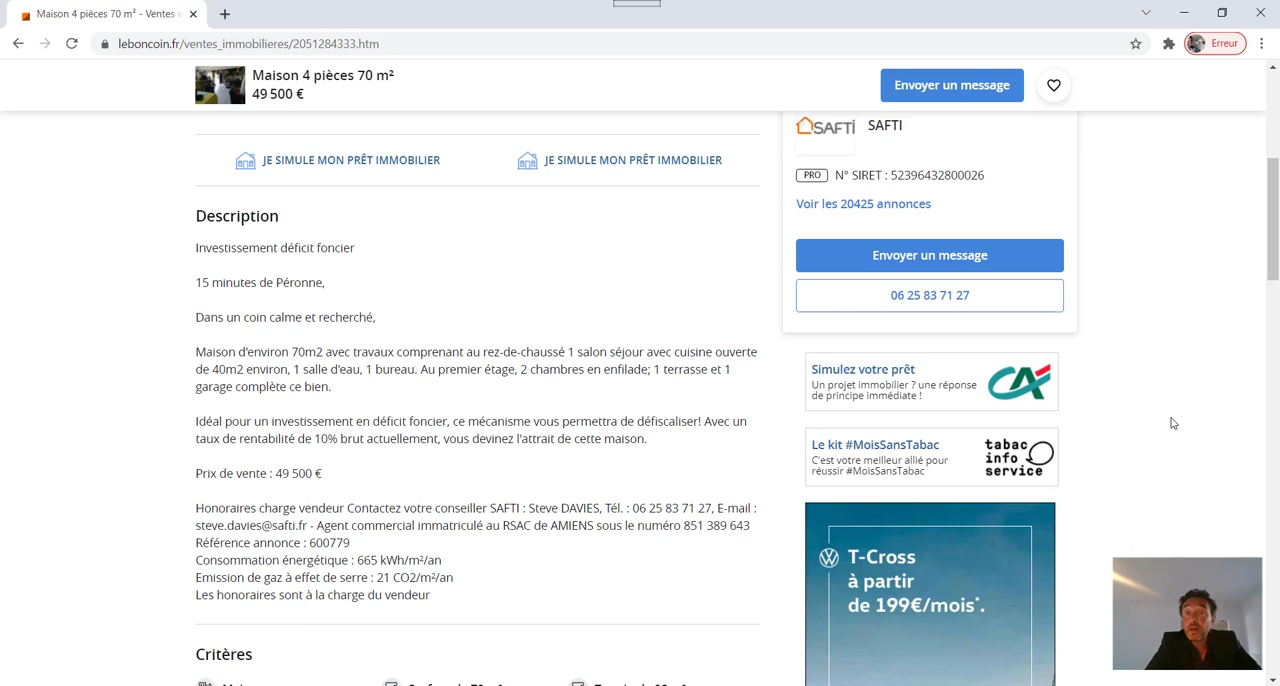 Maison 4 pièces 70 m² - Ventes i
leboncoin.fr/ventes_immobilieres/2051284333.htm
Erreur
Maison 4 pièces 70 m²
49 500 €
Envoyer un message
JE SIMULE MON PRÊT IMMOBILIER
JE SIMULE MON PRÊT IMMOBILIER
Description
Investissement déficit foncier
15 minutes de Péronne,
Dans un coin calme et recherché,
Maison d'environ 70m2 avec travaux comprenant au rez-de-chaussé 1 salon séjour avec cuisine ouverte
de 40m2 environ, 1 salle d'eau, 1 bureau. Au premier étage, 2 chambres en enfilade; 1 terrasse et 1
garage complète ce bien.
Idéal pour un investissement en déficit foncier, ce mécanisme vous permettra de défiscaliser! Avec un
taux de rentabilité de 10% brut actuellement, vous devinez l'attrait de cette maison.
Prix de vente : 49 500 €
Honoraires charge vendeur Contactez votre conseiller SAFTI : Steve DAVIES, Tél. : 06 25 83 71 27, E-mail :
steve.davies@safti.fr - Agent commercial immatriculé au RSAC de AMIENS sous le numéro 851 389 643
Référence annonce : 600779
Consommation énergétique : 665 kWh/m²/an
Emission de gaz à effet de serre : 21 CO2/m²/an
Les honoraires sont à la charge du vendeur
Critères
SAFTI
SAFTI
PRO N° SIRET : 52396432800026
Voir les 20425 annonces
Envoyer un message
06 25 83 71 27
Simulez votre prêt
Un projet immobilier ? une réponse
de principe immédiate !
Le kit #MoisSansTabac
C'est votre meilleur allié pour
réussir #MoisSansTabac
tabac
info
service
T-Cross
à partir
de 199€/mois*.